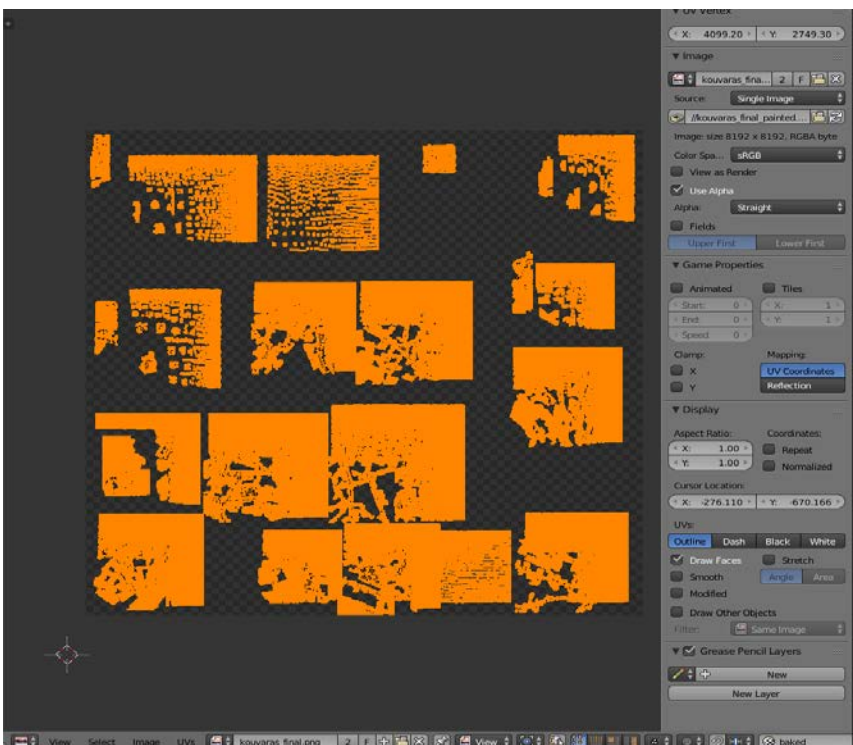 UV Vertex
X: 4099.20 Y: 2749.30
Image
kouvaras_fina... 2 F
Source: Single Image
//kouvaras_final_painted....
Image: size 8192 x 8192, RGBA byte
Color Spa... sRGB
View as Render
Use Alpha
Alpha: Straight
Fields
Upper First Lower First
Game Properties
Animated Tiles
Start: 0 X: 1
End: 0 Y: 1
Speed: 0
Clamp: Mapping:
X UV Coordinates
Y Reflection
Display
Aspect Ratio: Coordinates:
X: 1.00 Repeat
Y: 1.00 Normalized
Cursor Location:
X: -276.110 Y: -670.166
UVs:
Outline Dash Black White
Draw Faces Stretch
Smooth Angle Area
Modified
Draw Other Objects
Filter: Same Image
Grease Pencil Layers
New
New Layer
View Select Image UVs kouvaras_final.png 2 F View baked